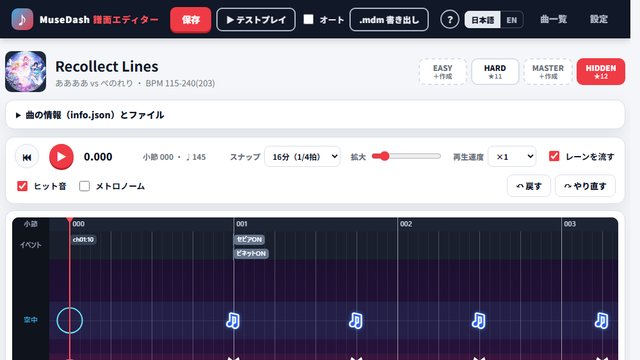 MuseDash 譜面エディター 保存 ▶ テストプレイ オート .mdm 書き出し ? 日本語 EN 曲一覧 設定
Recollect Lines
ああああ vs ぺのれり ・ BPM 115-240(203)
EASY
+作成
HARD
★11
MASTER
+作成
HIDDEN
★12
▶ 曲の情報（info.json）とファイル
0.000 小節 000 ・ ♩145 スナップ 16分（1/4拍） 拡大 再生速度 ×1 レーンを流す
ヒット音 メトロノーム ↶ 戻す ↷ やり直す
小節 000 001 002 003
イベント ch01:10 セピアON
ビネットON
空中